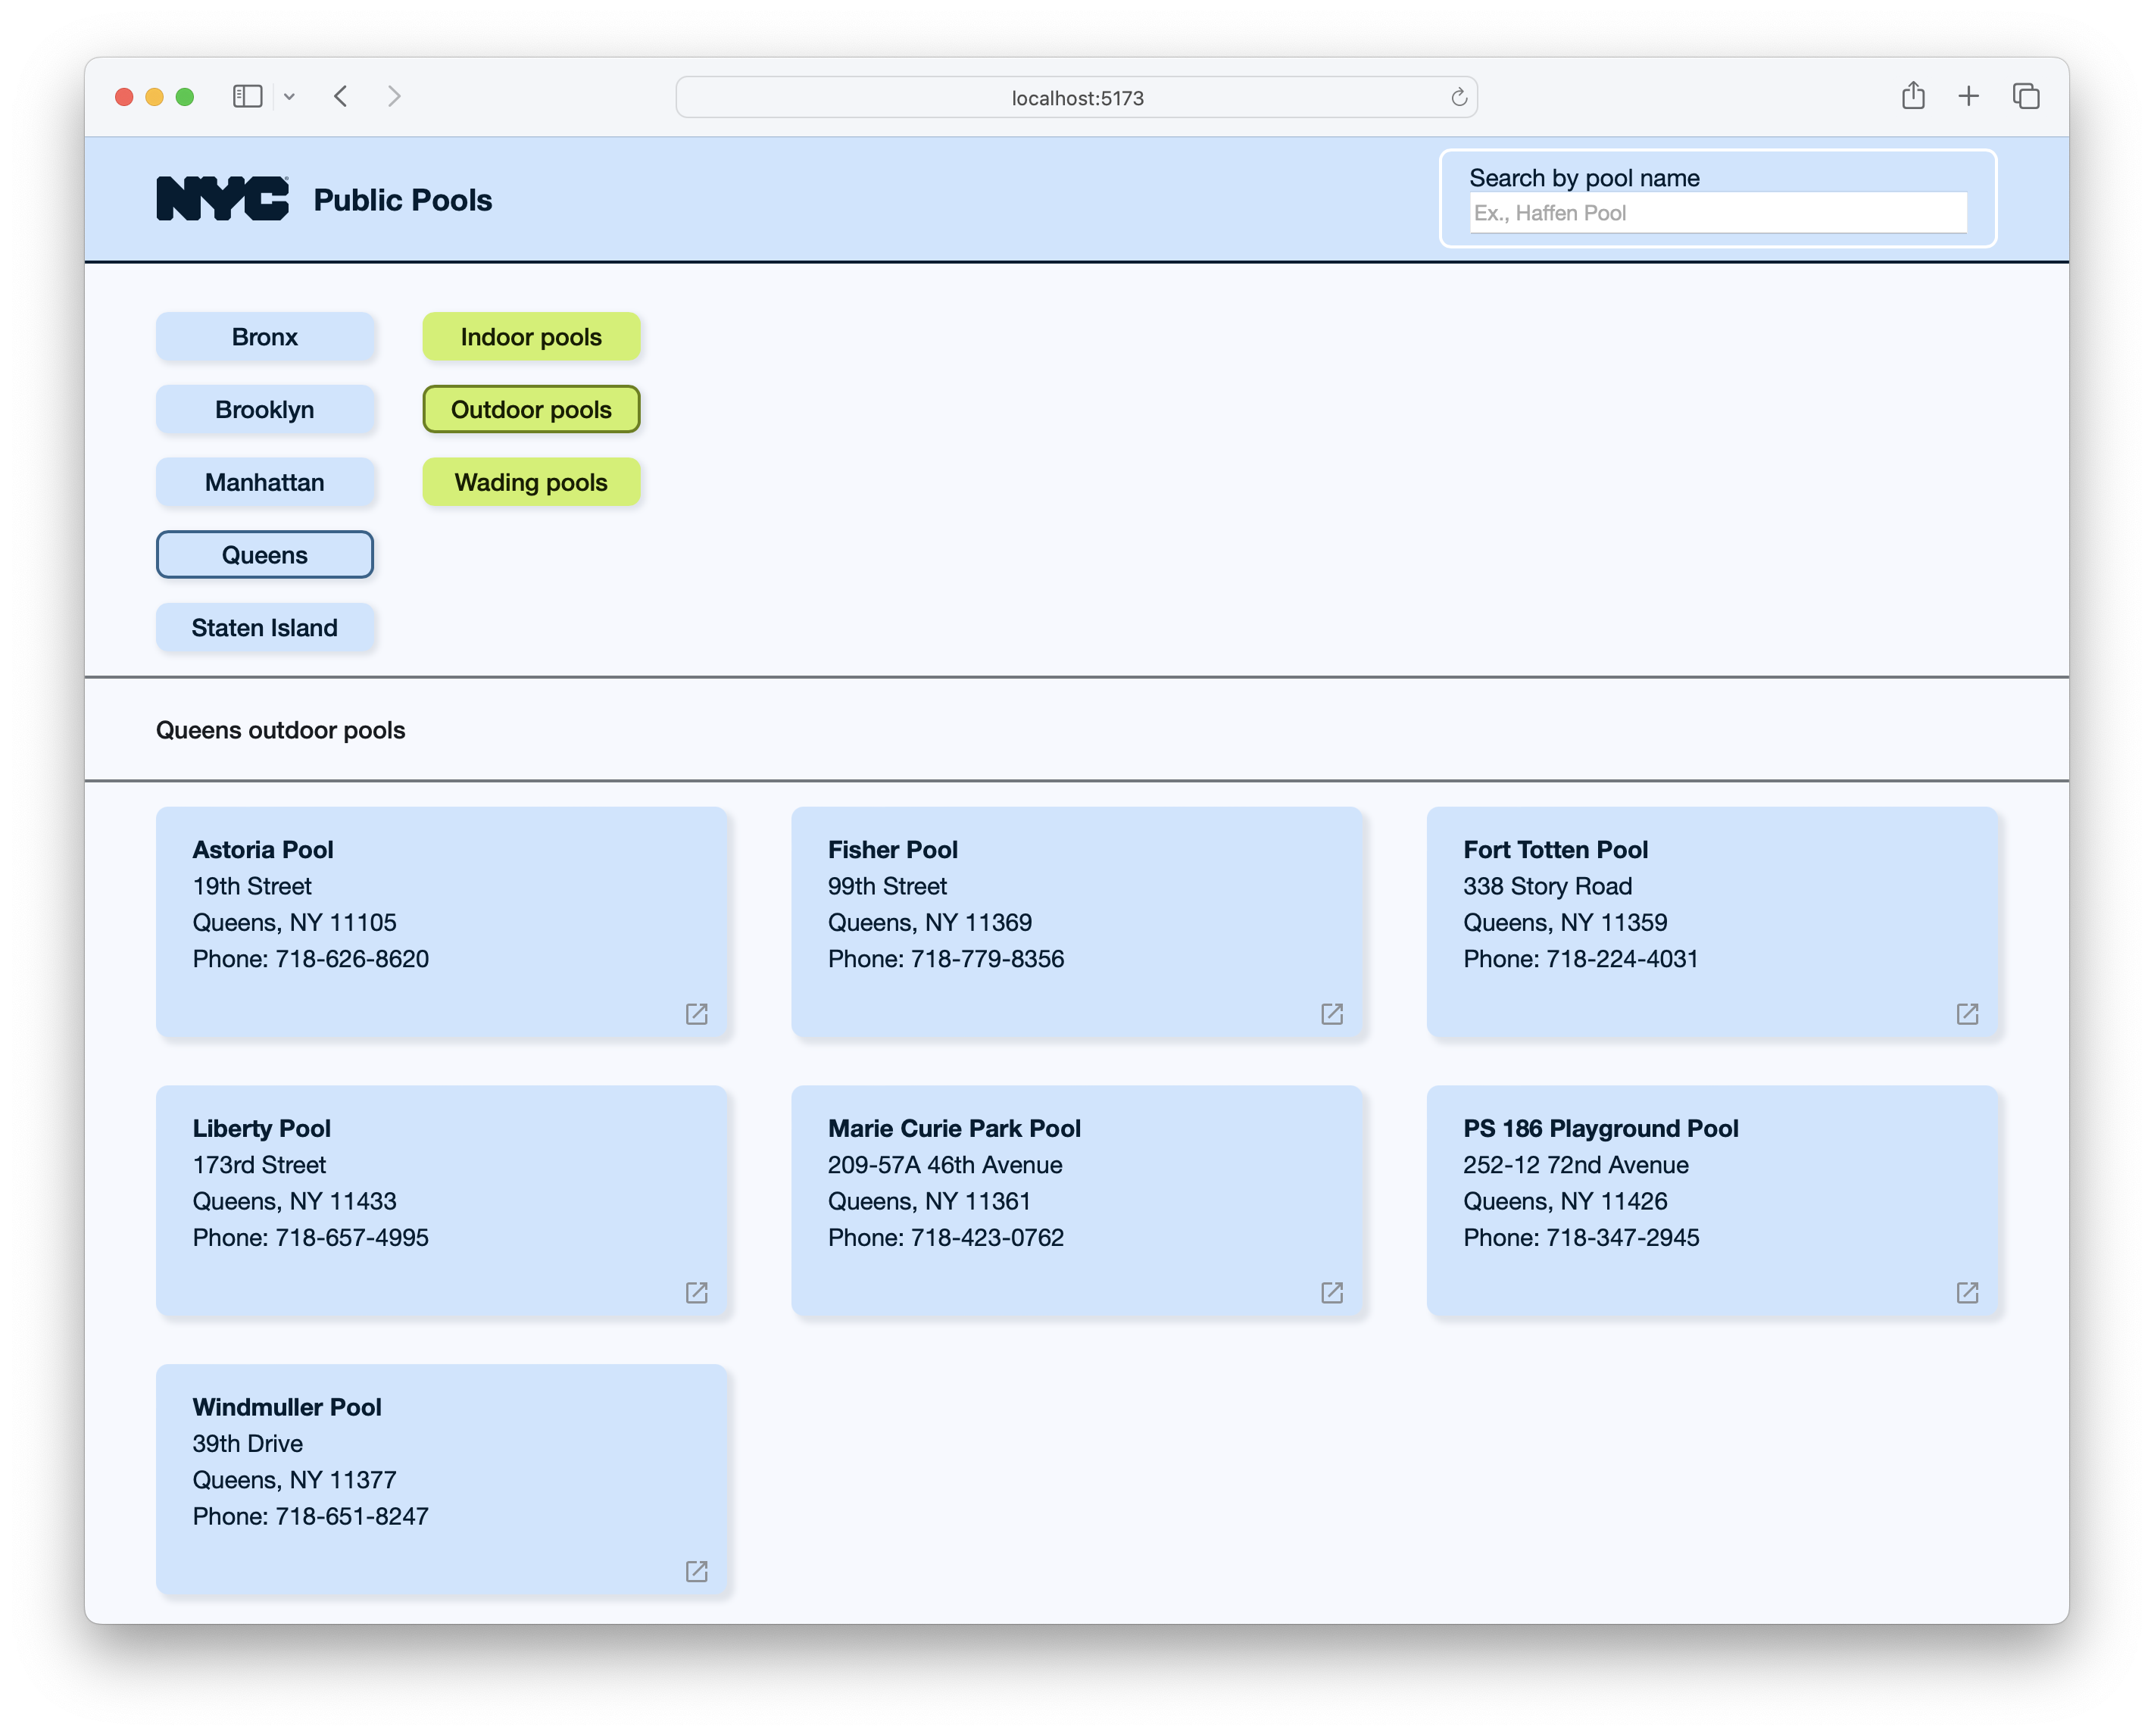 localhost:5173
NYC Public Pools
Search by pool name
Ex., Haffen Pool
Bronx
Indoor pools
Brooklyn
Outdoor pools
Manhattan
Wading pools
Queens
Staten Island
Queens outdoor pools
Astoria Pool
19th Street
Queens, NY 11105
Phone: 718-626-8620
Fisher Pool
99th Street
Queens, NY 11369
Phone: 718-779-8356
Fort Totten Pool
338 Story Road
Queens, NY 11359
Phone: 718-224-4031
Liberty Pool
173rd Street
Queens, NY 11433
Phone: 718-657-4995
Marie Curie Park Pool
209-57A 46th Avenue
Queens, NY 11361
Phone: 718-423-0762
PS 186 Playground Pool
252-12 72nd Avenue
Queens, NY 11426
Phone: 718-347-2945
Windmuller Pool
39th Drive
Queens, NY 11377
Phone: 718-651-8247